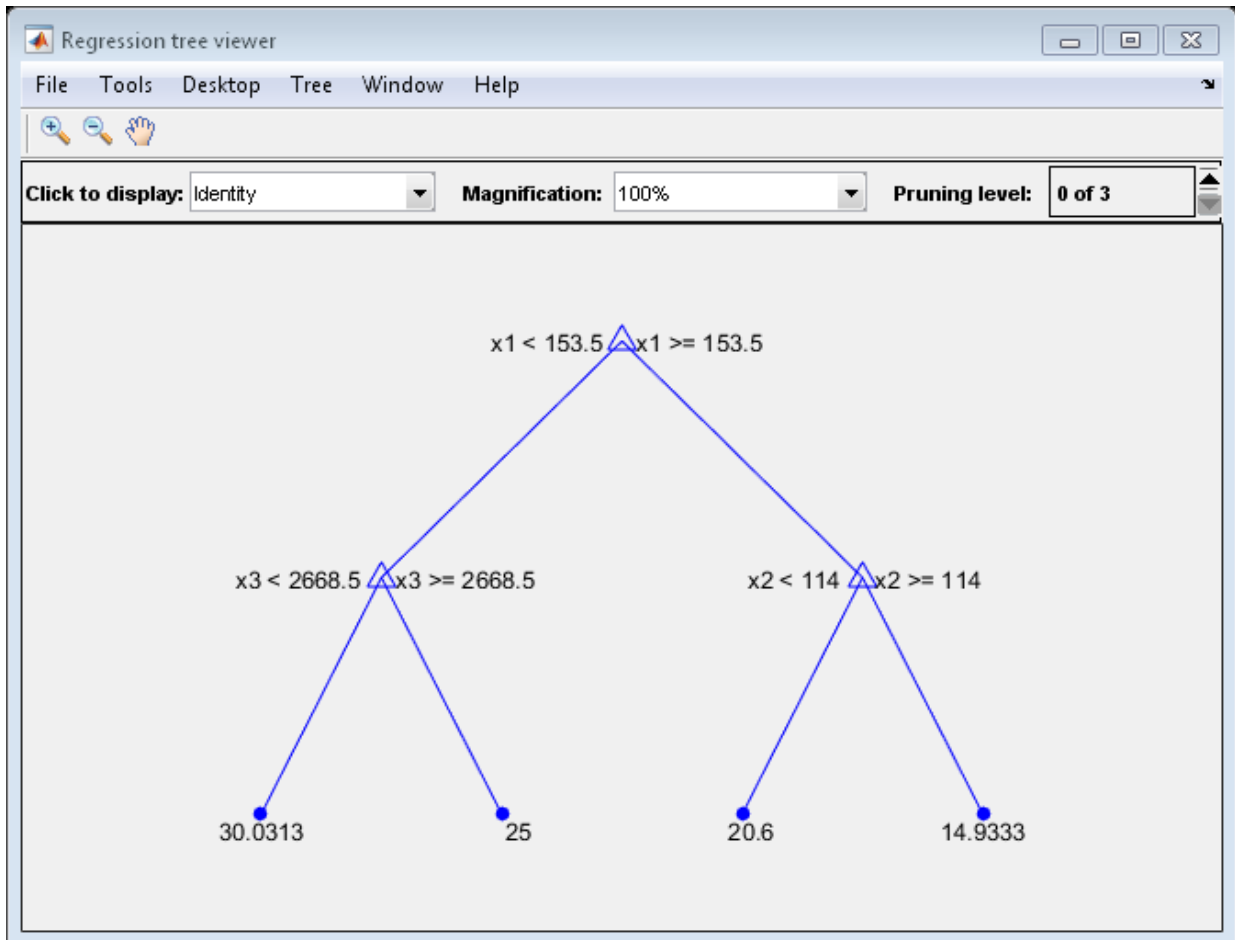 Regression tree viewer
File Tools Desktop Tree Window Help
Click to display: Identity Magnification: 100% Pruning level: 0 of 3
x1 < 153.5 x1 >= 153.5
x3 < 2668.5 x3 >= 2668.5 x2 < 114 x2 >= 114
30.0313 25 20.6 14.9333